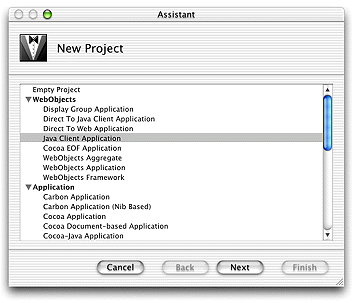 Assistant
New Project
Empty Project
WebObjects
Display Group Application
Direct To Java Client Application
Direct To Web Application
Java Client Application
Cocoa EOF Application
WebObjects Aggregate
WebObjects Application
WebObjects Framework
Application
Carbon Application
Carbon Application (Nib Based)
Cocoa Application
Cocoa Document-based Application
Cocoa-Java Application
Cancel Back Next Finish